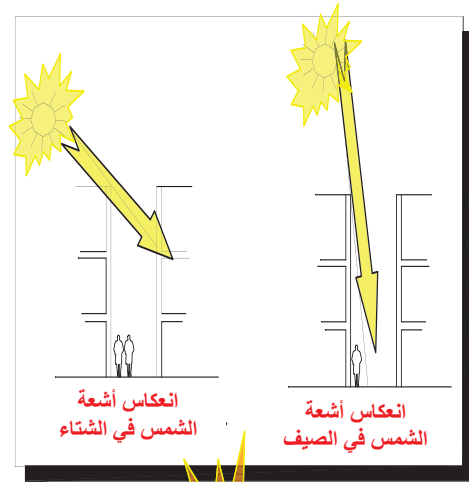 انعكاس أشعة
الشمس في الصيف
انعكاس أشعة
الشمس في الشتاء